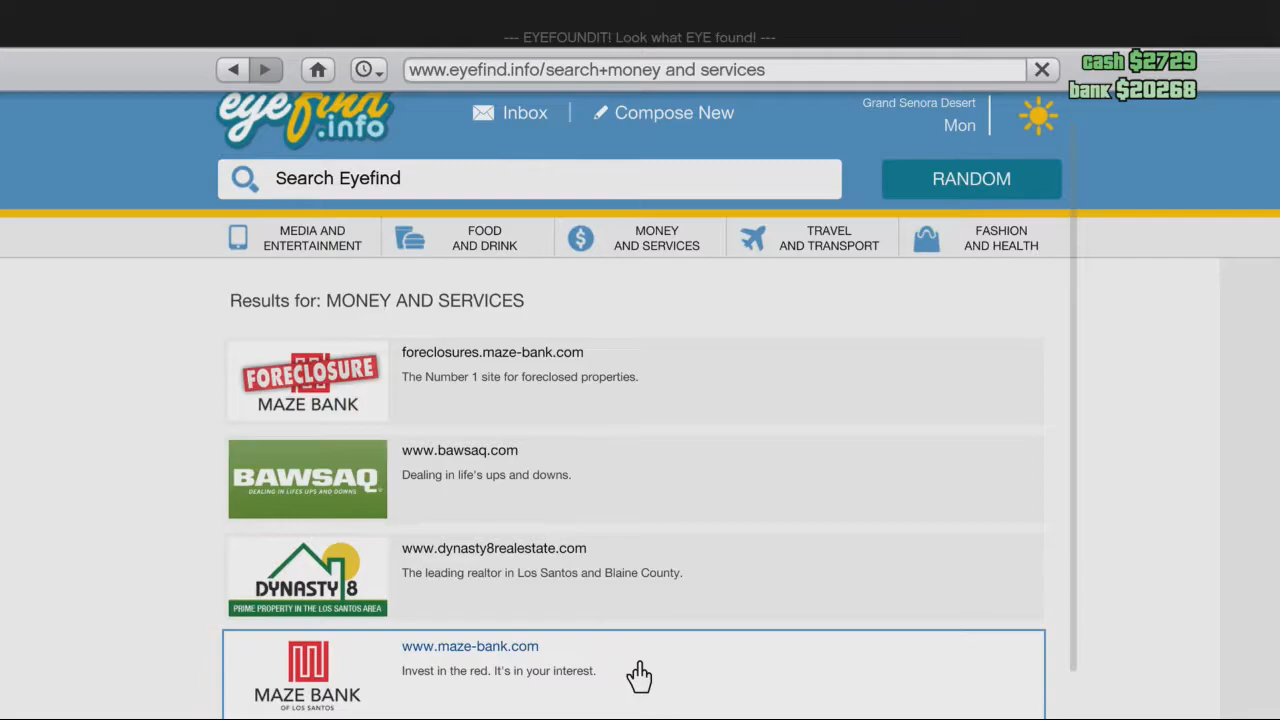 --- EYEFOUNDIT! Look what EYE found! ---
www.eyefind.info/search+money and services
cash $2729
bank $20268
eyefind
.info
Inbox
Compose New
Grand Senora Desert
Mon
Search Eyefind
RANDOM
MEDIA AND
ENTERTAINMENT
FOOD
AND DRINK
MONEY
AND SERVICES
TRAVEL
AND TRANSPORT
FASHION
AND HEALTH
Results for: MONEY AND SERVICES
FORECLOSURE
MAZE BANK
foreclosures.maze-bank.com
The Number 1 site for foreclosed properties.
BAWSAQ
DEALING IN LIFE'S UPS AND DOWNS
www.bawsaq.com
Dealing in life's ups and downs.
DYNASTY 8
PRIME PROPERTY IN THE LOS SANTOS AREA
www.dynasty8realestate.com
The leading realtor in Los Santos and Blaine County.
MAZE BANK
OF LOS SANTOS
www.maze-bank.com
Invest in the red. It's in your interest.